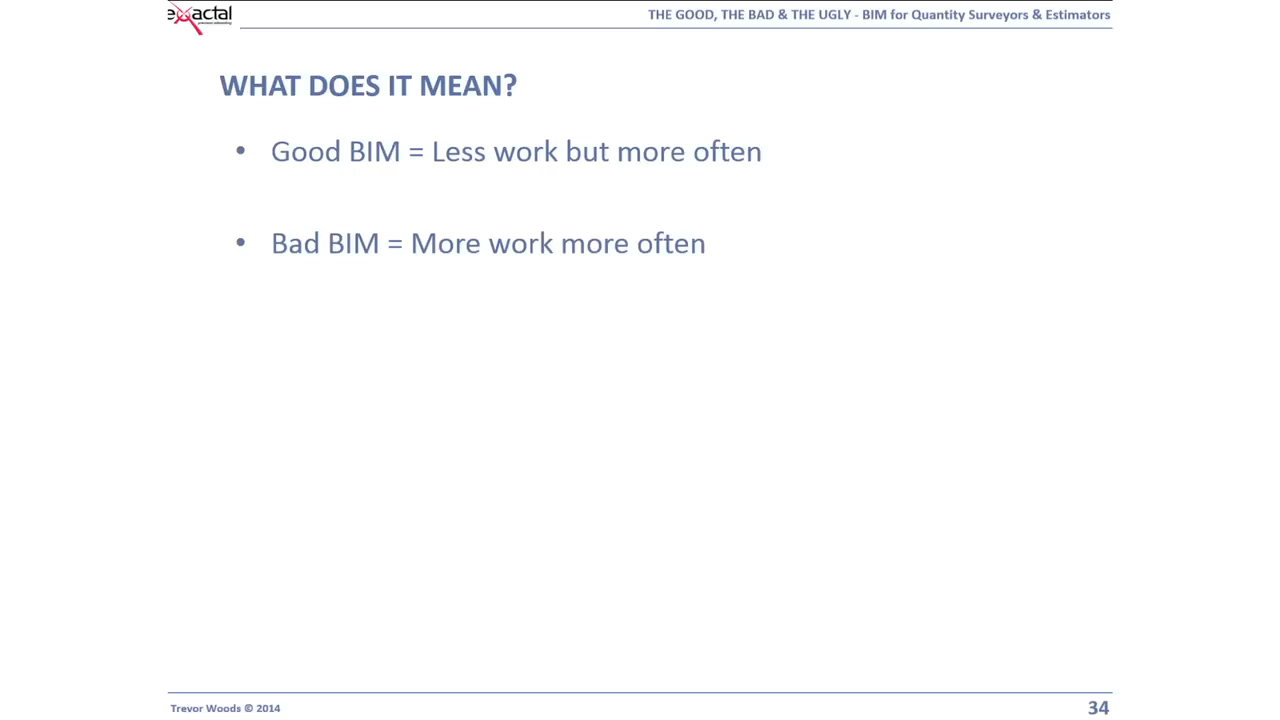 exactal
THE GOOD, THE BAD & THE UGLY - BIM for Quantity Surveyors & Estimators
WHAT DOES IT MEAN?
• Good BIM = Less work but more often
• Bad BIM = More work more often
Trevor Woods © 2014
34